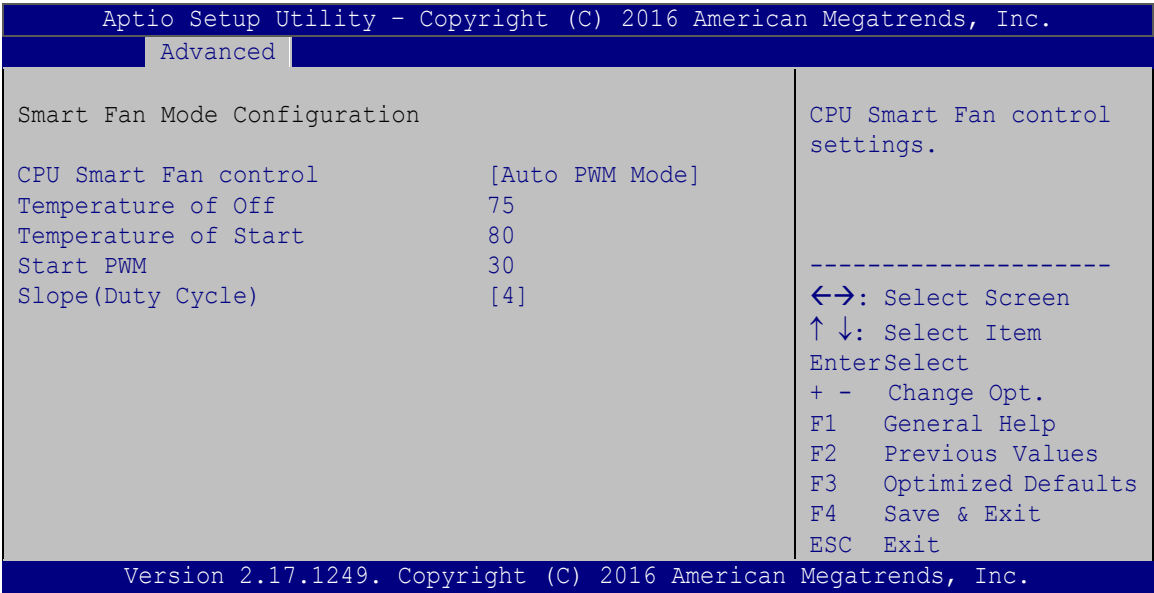 Aptio Setup Utility – Copyright (C) 2016 American Megatrends, Inc.
Advanced
Smart Fan Mode Configuration
CPU Smart Fan control [Auto PWM Mode]
Temperature of Off 75
Temperature of Start 80
Start PWM 30
Slope(Duty Cycle) [4]
CPU Smart Fan control
settings.
---------------------
←→: Select Screen
↑ ↓: Select Item
EnterSelect
+ - Change Opt.
F1 General Help
F2 Previous Values
F3 Optimized Defaults
F4 Save & Exit
ESC Exit
Version 2.17.1249. Copyright (C) 2016 American Megatrends, Inc.